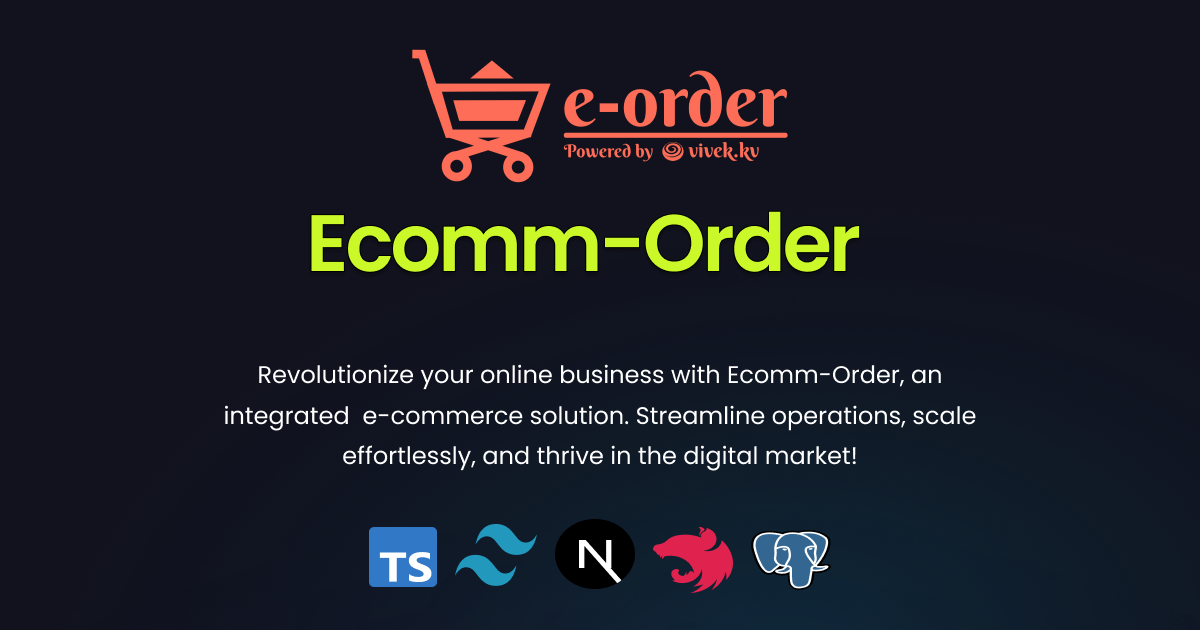 e-order
Powered by vivek.kv
Ecomm-Order
Revolutionize your online business with Ecomm-Order, an
integrated  e-commerce solution. Streamline operations, scale
effortlessly, and thrive in the digital market!
TS
N